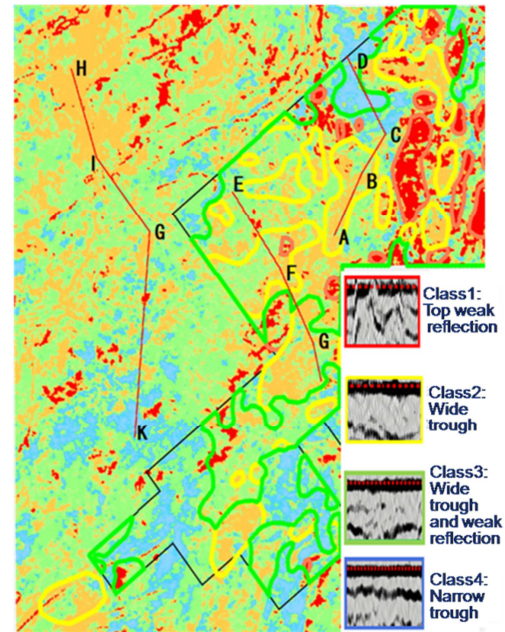 H
D
C
I
E
B
G
A
F
Class1:
Top weak
reflection
G
Class2:
Wide
trough
K
Class3:
Wide
trough
and weak
reflection
Class4:
Narrow
trough